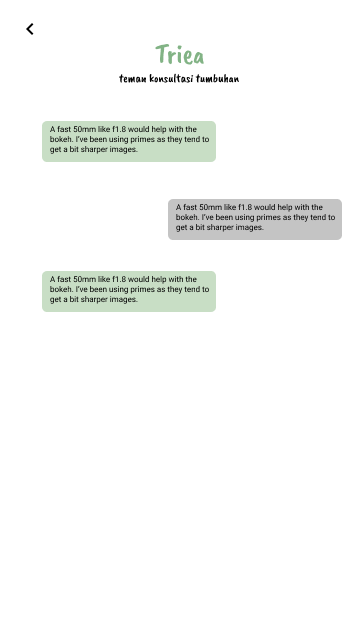 Triea
teman konsultasi tumbuhan
A fast 50mm like f1.8 would help with the
bokeh. I've been using primes as they tend to
get a bit sharper images.
A fast 50mm like f1.8 would help with the
bokeh. I've been using primes as they tend to
get a bit sharper images.
A fast 50mm like f1.8 would help with the
bokeh. I've been using primes as they tend to
get a bit sharper images.